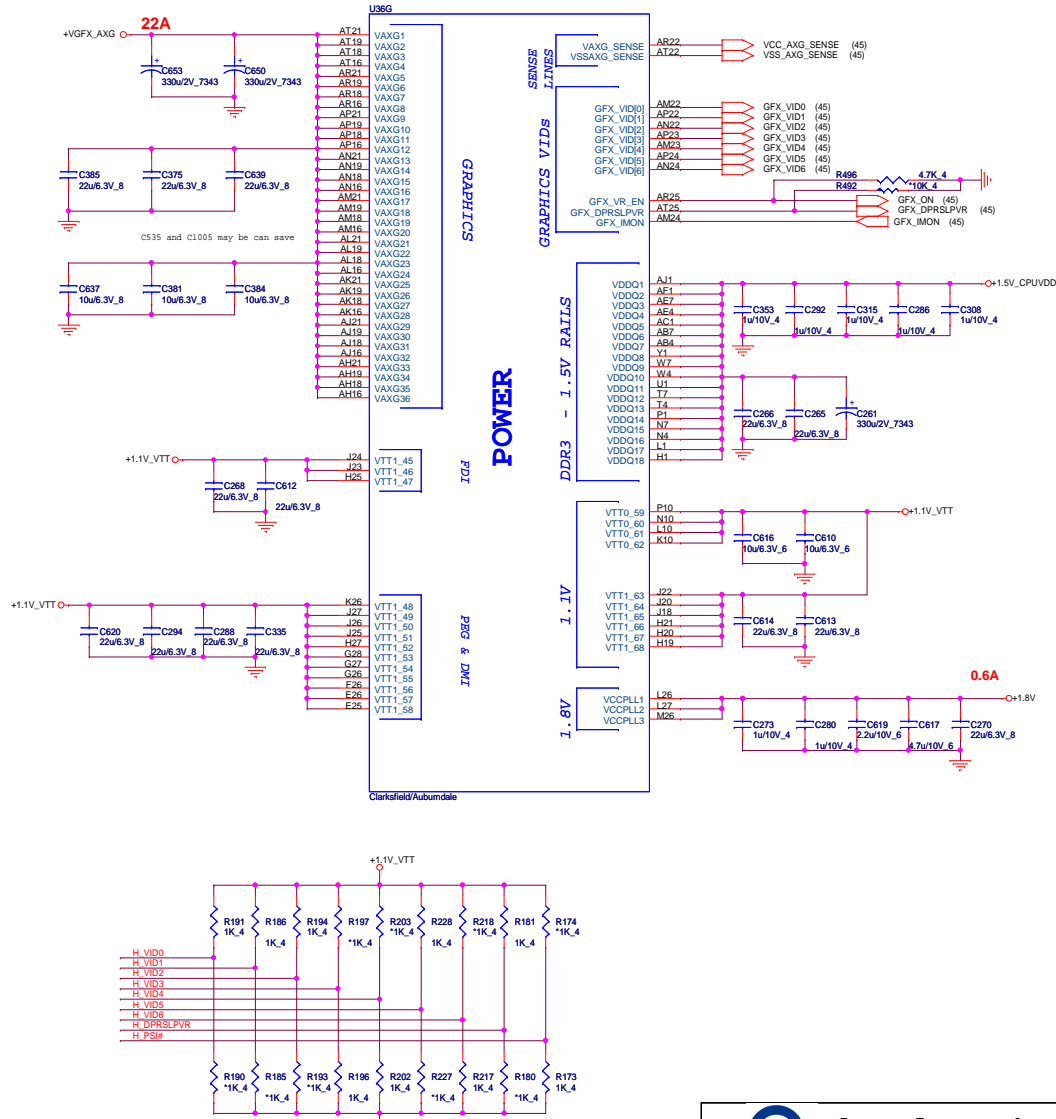 U36G
22A
+VGFX_AXG
AT21 VAXG1
AT19 VAXG2
AT18 VAXG3
AT16 VAXG4
AR21 VAXG5
AR19 VAXG6
AR18 VAXG7
AR16 VAXG8
AP21 VAXG9
AP19 VAXG10
AP18 VAXG11
AP16 VAXG12
AN21 VAXG13
AN19 VAXG14
AN18 VAXG15
AN16 VAXG16
AM21 VAXG17
AM19 VAXG18
AM18 VAXG19
AM16 VAXG20
AL21 VAXG21
AL19 VAXG22
AL18 VAXG23
AL16 VAXG24
AK21 VAXG25
AK19 VAXG26
AK18 VAXG27
AK16 VAXG28
AJ21 VAXG29
AJ19 VAXG30
AJ18 VAXG31
AJ16 VAXG32
AH21 VAXG33
AH19 VAXG34
AH18 VAXG35
AH16 VAXG36
GRAPHICS
+ C653
330u/2V_7343
+ C650
330u/2V_7343
C385
22u/6.3V_8
C375
22u/6.3V_8
C639
22u/6.3V_8
C535 and C1005 may be can save
C637
10u/6.3V_8
C381
10u/6.3V_8
C384
10u/6.3V_8
+1.1V_VTT
J24 VTT1_45
J23 VTT1_46
H25 VTT1_47
FDI
C268
22u/6.3V_8
C612
22u/6.3V_8
+1.1V_VTT
K26 VTT1_48
J27 VTT1_49
J26 VTT1_50
J25 VTT1_51
H27 VTT1_52
G28 VTT1_53
G27 VTT1_54
G26 VTT1_55
F26 VTT1_56
E26 VTT1_57
E25 VTT1_58
PEG & DMI
C620
22u/6.3V_8
C294
22u/6.3V_8
C288
22u/6.3V_8
C335
22u/6.3V_8
POWER
SENSE
LINES
VAXG_SENSE AR22 VCC_AXG_SENSE (45)
VSSAXG_SENSE AT22 VSS_AXG_SENSE (45)
GRAPHICS VIDs
GFX_VID[0] AM22 GFX_VID0 (45)
GFX_VID[1] AP22 GFX_VID1 (45)
GFX_VID[2] AN22 GFX_VID2 (45)
GFX_VID[3] AP23 GFX_VID3 (45)
GFX_VID[4] AM23 GFX_VID4 (45)
GFX_VID[5] AP24 GFX_VID5 (45)
GFX_VID[6] AN24 GFX_VID6 (45)
R496 4.7K_4
R492 *10K_4
GFX_VR_EN AR25 GFX_ON (45)
GFX_DPRSLPVR AT25 GFX_DPRSLPVR (45)
GFX_IMON AM24 GFX_IMON (45)
DDR3 - 1.5V RAILS
VDDQ1 AJ1
VDDQ2 AF1
VDDQ3 AE7
VDDQ4 AE4
VDDQ5 AC1
VDDQ6 AB7
VDDQ7 AB4
VDDQ8 Y1
VDDQ9 W7
VDDQ10 W4
VDDQ11 U1
VDDQ12 T7
VDDQ13 T4
VDDQ14 P1
VDDQ15 N7
VDDQ16 N4
VDDQ17 L1
VDDQ18 H1
+1.5V_CPUVDD
C353
1u/10V_4
C292
1u/10V_4
C315
1u/10V_4
C286
1u/10V_4
C308
1u/10V_4
C266
22u/6.3V_8
C265
22u/6.3V_8
+ C261
330u/2V_7343
1.1V
VTT0_59 P10
VTT0_60 N10
VTT0_61 L10
VTT0_62 K10
+1.1V_VTT
C616
10u/6.3V_6
C610
10u/6.3V_6
VTT1_63 J22
VTT1_64 J20
VTT1_65 J18
VTT1_66 H21
VTT1_67 H20
VTT1_68 H19
C614
22u/6.3V_8
C613
22u/6.3V_8
1.8V
VCCPLL1 L26
VCCPLL2 L27
VCCPLL3 M26
0.6A
+1.8V
C273
1u/10V_4
C280
1u/10V_4
C619
2.2u/10V_6
C617
4.7u/10V_6
C270
22u/6.3V_8
Clarksfield/Auburndale
+1.1V_VTT
R191
1K_4
R186
1K_4
R194
1K_4
R197
*1K_4
R203
*1K_4
R228
1K_4
R218
*1K_4
R181
1K_4
R174
*1K_4
H_VID0
H_VID1
H_VID2
H_VID3
H_VID4
H_VID5
H_VID6
H_DPRSLPVR
H_PSI#
R190
*1K_4
R185
*1K_4
R193
*1K_4
R196
1K_4
R202
1K_4
R227
*1K_4
R217
1K_4
R180
*1K_4
R173
1K_4